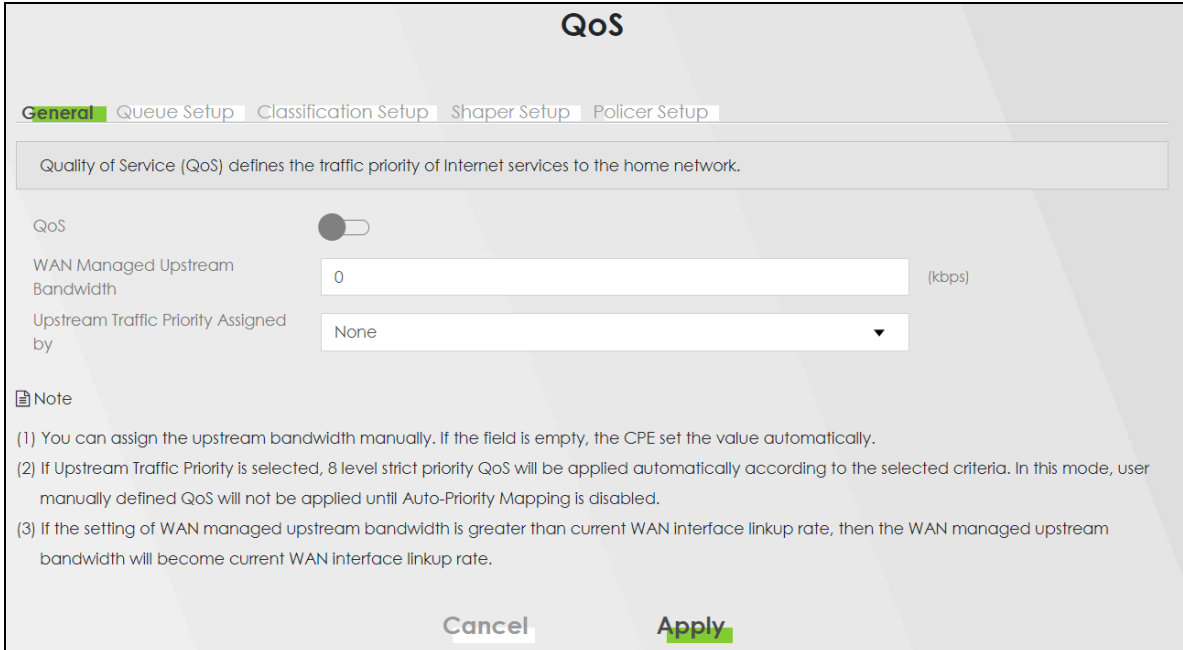 QoS
General Queue Setup Classification Setup Shaper Setup Policer Setup
Quality of Service (QoS) defines the traffic priority of Internet services to the home network.
QoS
WAN Managed Upstream
Bandwidth
0
(kbps)
Upstream Traffic Priority Assigned
by
None
Note
(1) You can assign the upstream bandwidth manually. If the field is empty, the CPE set the value automatically.
(2) If Upstream Traffic Priority is selected, 8 level strict priority QoS will be applied automatically according to the selected criteria. In this mode, user
manually defined QoS will not be applied until Auto-Priority Mapping is disabled.
(3) If the setting of WAN managed upstream bandwidth is greater than current WAN interface linkup rate, then the WAN managed upstream
bandwidth will become current WAN interface linkup rate.
Cancel Apply